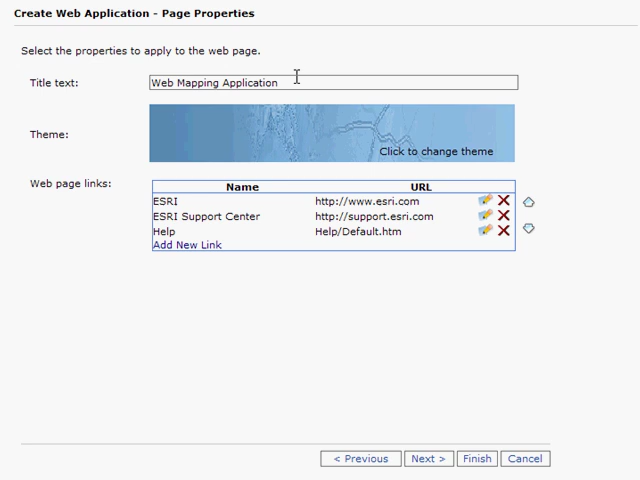 Create Web Application - Page Properties
Select the properties to apply to the web page.
Title text: Web Mapping Application
Theme: Click to change theme
Web page links:
Name URL
ESRI http://www.esri.com
ESRI Support Center http://support.esri.com
Help Help/Default.htm
Add New Link
< Previous Next > Finish Cancel